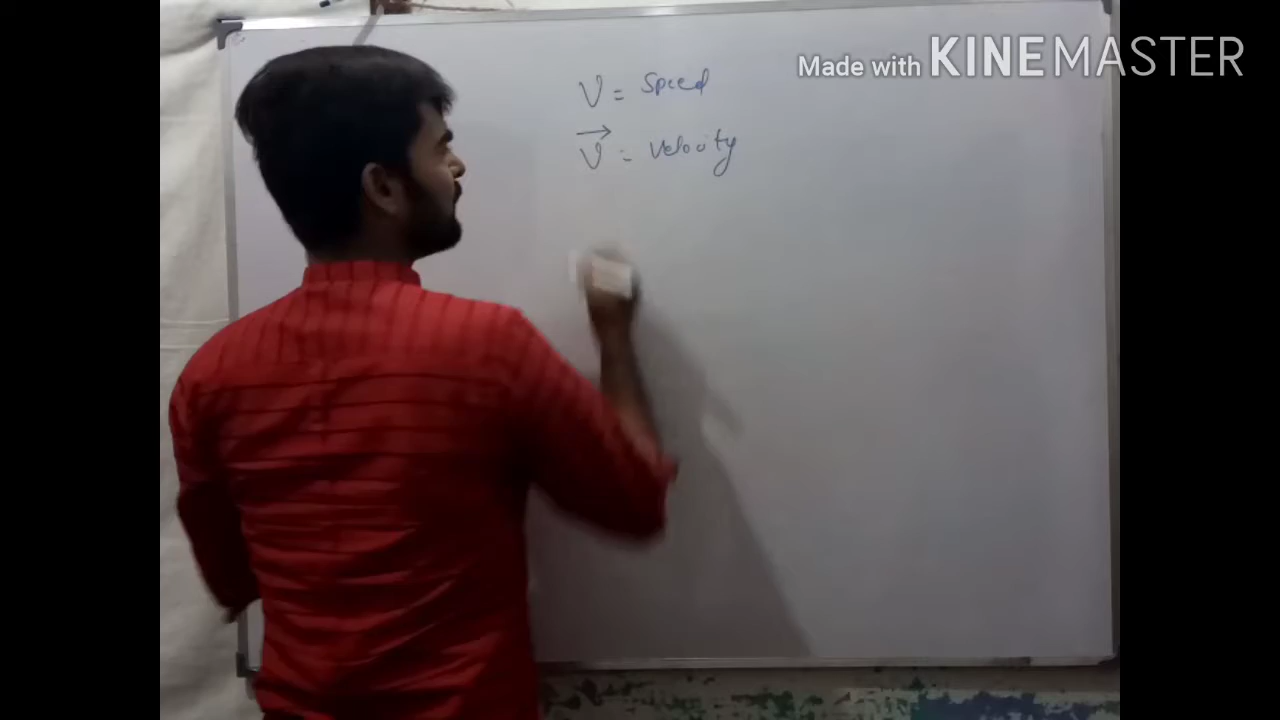 Made with KINEMASTER
V = Speed
→
V = Velocity